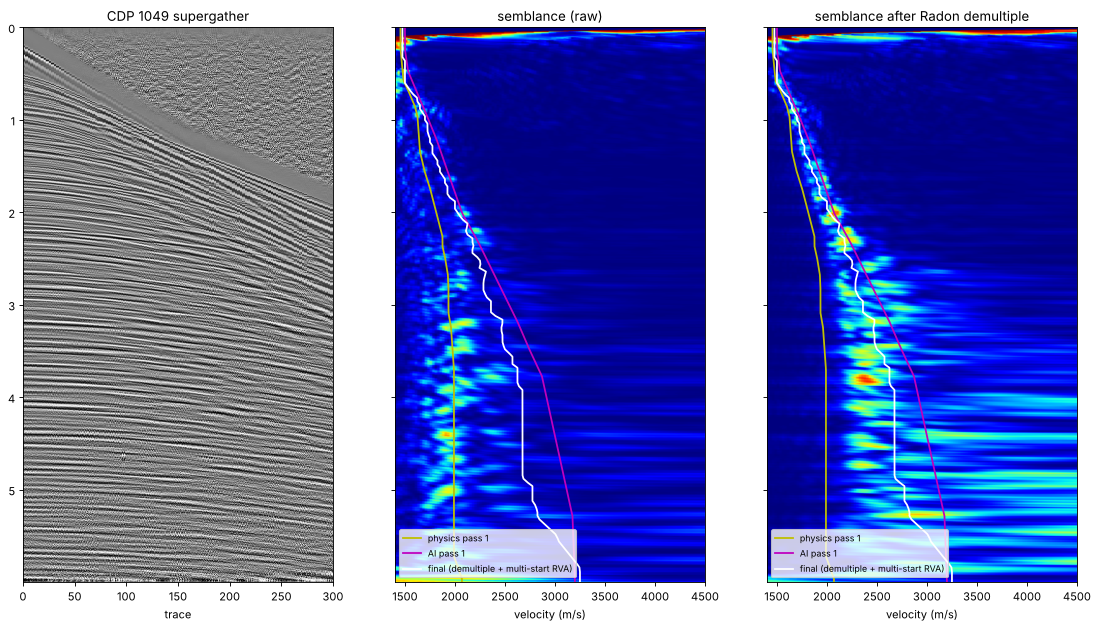 CDP 1049 supergather
semblance (raw)
semblance after Radon demultiple
0
1
2
3
4
5
0 50 100 150 200 250 300
trace
physics pass 1
AI pass 1
final (demultiple + multi-start RVA)
1500 2000 2500 3000 3500 4000 4500
velocity (m/s)
physics pass 1
AI pass 1
final (demultiple + multi-start RVA)
1500 2000 2500 3000 3500 4000 4500
velocity (m/s)